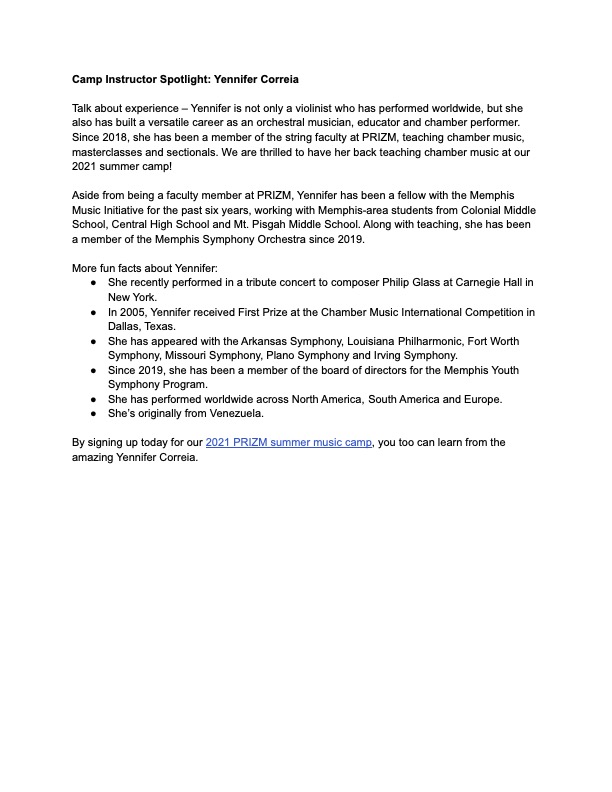 Camp Instructor Spotlight: Yennifer Correia
Talk about experience – Yennifer is not only a violinist who has performed worldwide, but she
also has built a versatile career as an orchestral musician, educator and chamber performer.
Since 2018, she has been a member of the string faculty at PRIZM, teaching chamber music,
masterclasses and sectionals. We are thrilled to have her back teaching chamber music at our
2021 summer camp!
Aside from being a faculty member at PRIZM, Yennifer has been a fellow with the Memphis
Music Initiative for the past six years, working with Memphis-area students from Colonial Middle
School, Central High School and Mt. Pisgah Middle School. Along with teaching, she has been
a member of the Memphis Symphony Orchestra since 2019.
More fun facts about Yennifer:
● She recently performed in a tribute concert to composer Philip Glass at Carnegie Hall in
New York.
● In 2005, Yennifer received First Prize at the Chamber Music International Competition in
Dallas, Texas.
● She has appeared with the Arkansas Symphony, Louisiana Philharmonic, Fort Worth
Symphony, Missouri Symphony, Plano Symphony and Irving Symphony.
● Since 2019, she has been a member of the board of directors for the Memphis Youth
Symphony Program.
● She has performed worldwide across North America, South America and Europe.
● She's originally from Venezuela.
By signing up today for our 2021 PRIZM summer music camp, you too can learn from the
amazing Yennifer Correia.